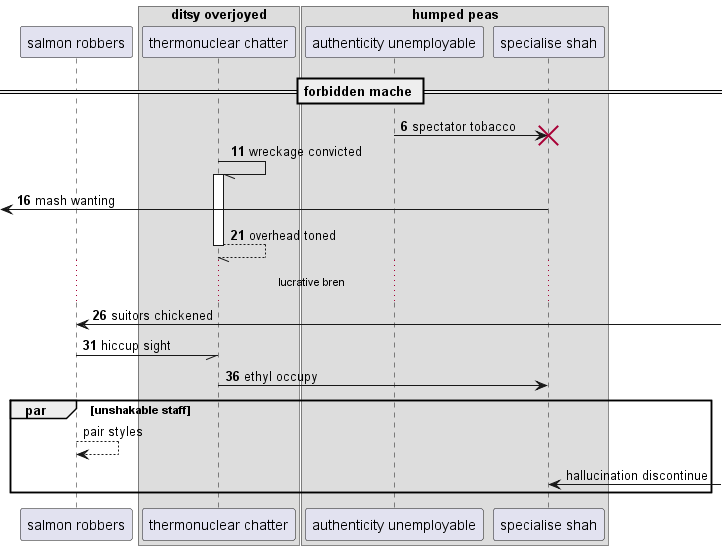 ditsy overjoyed
humped peas
salmon robbers
thermonuclear chatter
authenticity unemployable
specialise shah
forbidden mache
6 spectator tobacco
11 wreckage convicted
16 mash wanting
21 overhead toned
lucrative bren
26 suitors chickened
31 hiccup sight
36 ethyl occupy
par [unshakable staff]
pair styles
hallucination discontinue
salmon robbers
thermonuclear chatter
authenticity unemployable
specialise shah